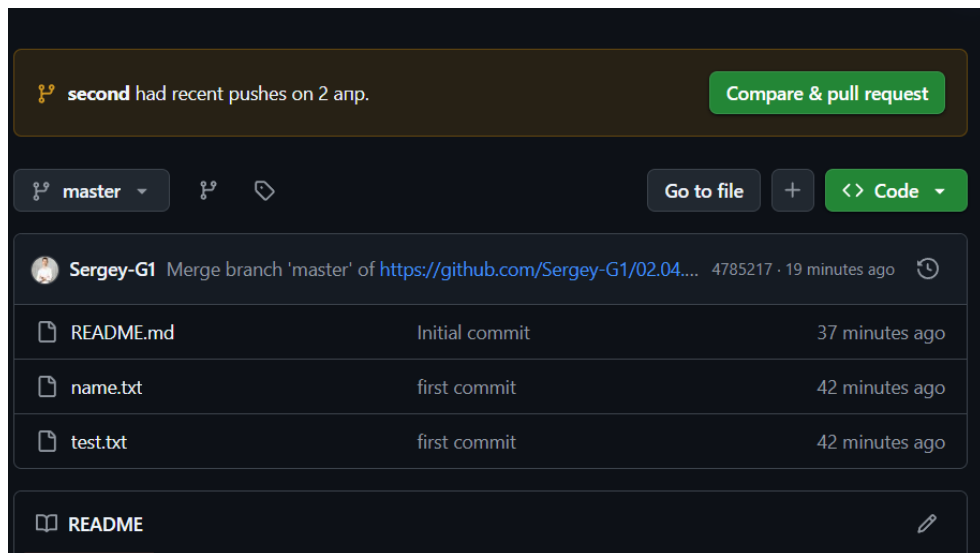 second had recent pushes on 2 апр.
Compare & pull request
master
Go to file
Code
Sergey-G1 Merge branch 'master' of https://github.com/Sergey-G1/02.04.... 4785217 · 19 minutes ago
README.md Initial commit 37 minutes ago
name.txt first commit 42 minutes ago
test.txt first commit 42 minutes ago
README